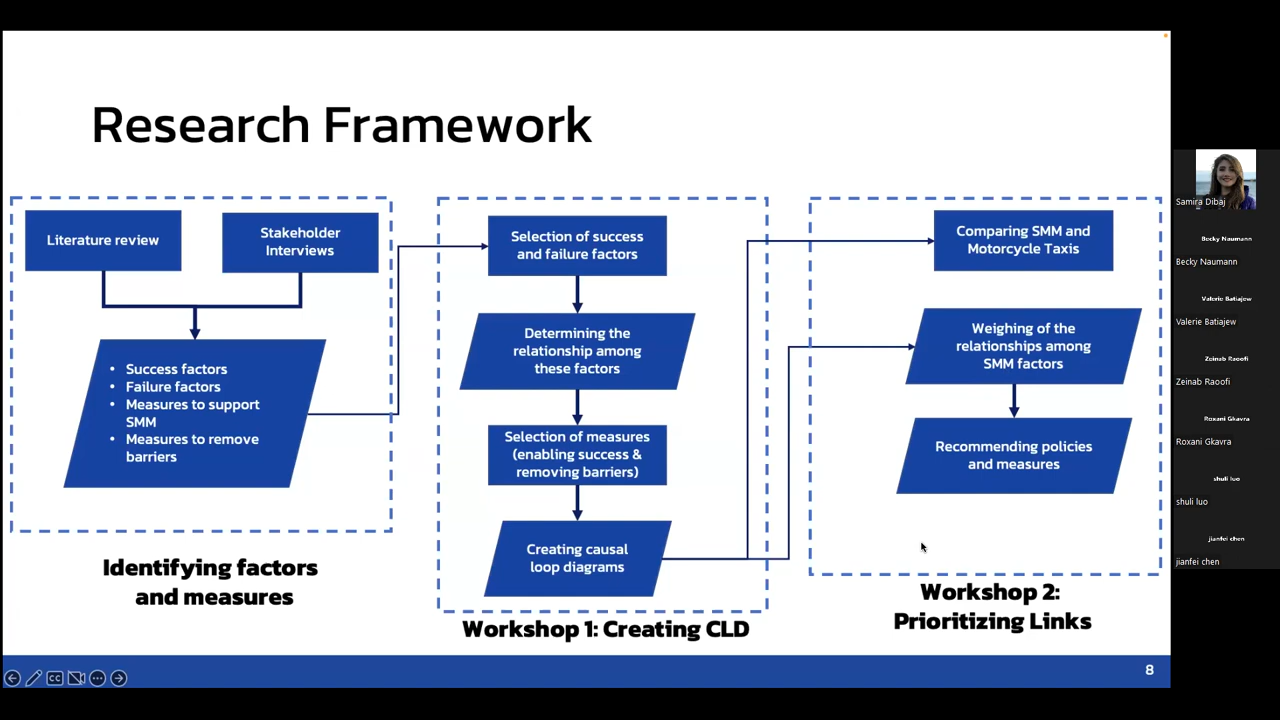 Research Framework
Literature review
Stakeholder
Interviews
• Success factors
• Failure factors
• Measures to support
SMM
• Measures to remove
barriers
Identifying factors
and measures
Selection of success
and failure factors
Determining the
relationship among
these factors
Selection of measures
(enabling success &
removing barriers)
Creating causal
loop diagrams
Workshop 1: Creating CLD
Comparing SMM and
Motorcycle Taxis
Weighing of the
relationships among
SMM factors
Recommending policies
and measures
Workshop 2:
Prioritizing Links
8
CC
Samira Dibaj
Becky Naumann
Becky Naumann
Valerie Batiajew
Valerie Batiajew
Zeinab Raoofi
Zeinab Raoofi
Roxani Gkavra
Roxani Gkavra
shuli luo
shuli luo
jianfei chen
jianfei chen